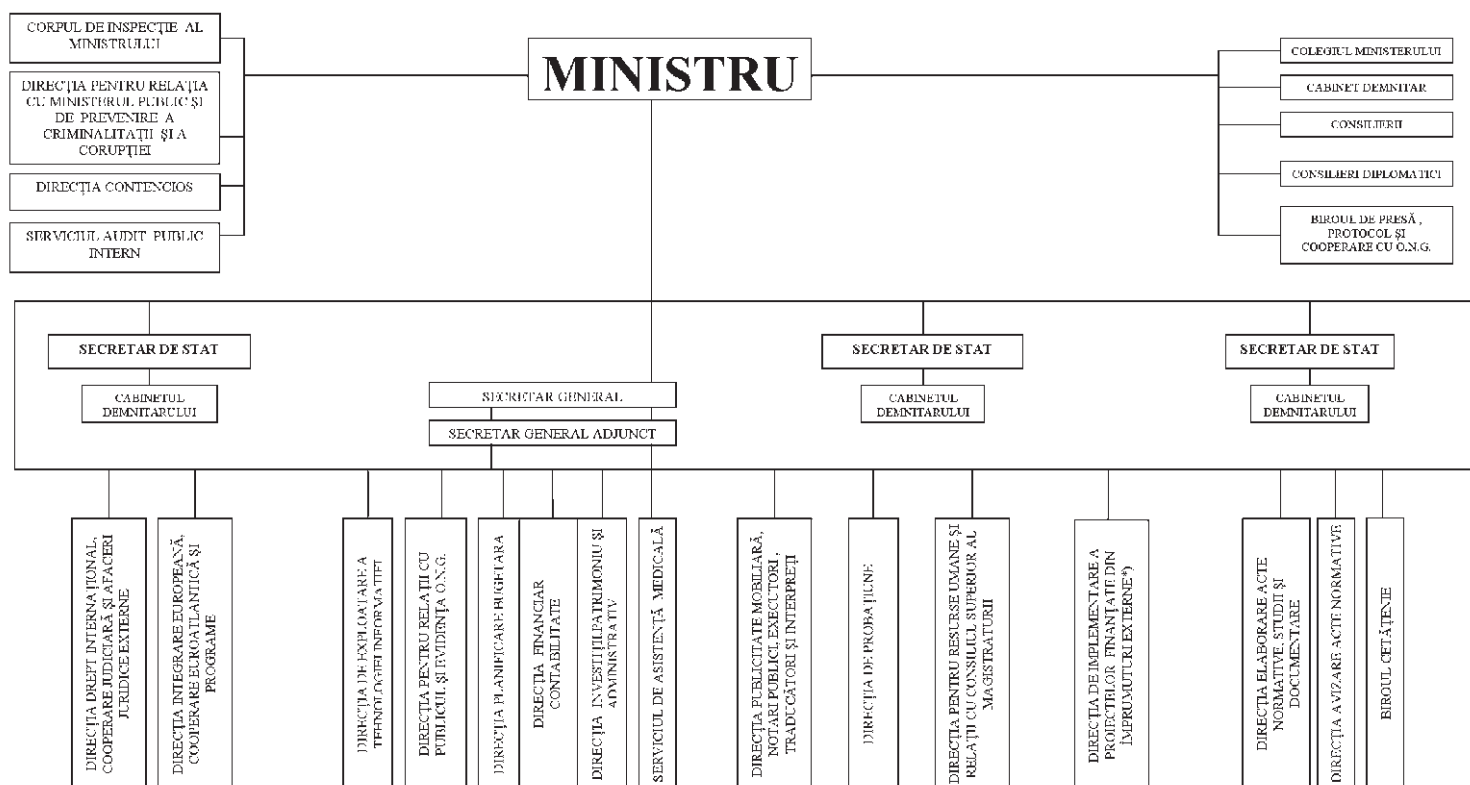 CORPUL DE INSPECȚIE AL
MINISTRULUI
DIRECȚIA PENTRU RELAȚIA
CU MINISTERUL PUBLIC ȘI
DE PREVENIRE A
CRIMINALITAȚII ȘI A
CORUPȚIEI
DIRECȚIA CONTENCIOS
SERVICIUL AUDIT PUBLIC
INTERN
MINISTRU
COLEGIUL MINISTERULUI
CABINET DEMNITAR
CONSILIERII
CONSILIERI DIPLOMATICI
BIROUL DE PRESĂ ,
PROTOCOL ȘI
COOPERARE CU O.N.G.
SECRETAR DE STAT
CABINETUL
DEMNITARULUI
SECRETAR GENERAL
SECRETAR GENERAL ADJUNCT
SECRETAR DE STAT
CABINETUL
DEMNITARULUI
SECRETAR DE STAT
CABINETUL
DEMNITARULUI
DIRECȚIA DREPT INTERNAȚIONAL,
COOPERARE JUDICIARĂ ȘI AFACERI
JURIDICE EXTERNE
DIRECȚIA INTEGRARE EUROPEANĂ,
COOPERARE EUROATLANTICĂ ȘI
PROGRAME
DIRECȚIA DE EXPLOATARE A
TEHNOLOGIEI INFORMAȚIEI
DIRECȚIA PENTRU RELAȚII CU
PUBLICUL ȘI EVIDENȚA O.N.G.
DIRECȚIA PLANIFICARE BUGETARA
DIRECȚIA FINANCIAR
CONTABILITATE
DIRECȚIA INVESTIȚII,PATRIMONIU ȘI
ADMINISTRATIV
SERVICIUL DE ASISTENȚĂ MEDICALĂ
DIRECȚIA PUBLICITATE MOBILIARĂ,
NOTARI PUBLICI, EXECUTORI ,
TRADUCĂTORI ȘI INTERPREȚI
DIRECȚIA DE PROBAȚIUNE
DIRECȚIA PENTRU RESURSE UMANE ȘI
RELAȚII CU CONSILIUL SUPERIOR AL
MAGISTRATURII
DIRECȚIA DE IMPLEMENTARE A
PROIECTELOR FINANȚATE DIN
ÎMPRUMUTURI EXTERNE*)
DIRECȚIA ELABORARE ACTE
NORMATIVE, STUDII ȘI
DOCUMENTARE
DIRECȚIA AVIZARE ACTE NORMATIVE
BIROUL CETĂȚENIE